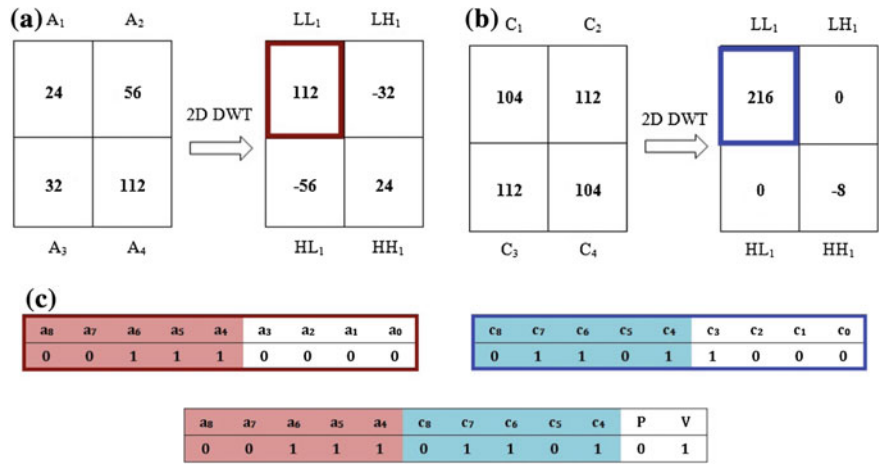 (a) A₁ A₂ LL₁ LH₁ (b) C₁ C₂ LL₁ LH₁
24 56 112 -32 104 112 216 0
2D DWT 2D DWT
32 112 -56 24 112 104 0 -8
A₃ A₄ HL₁ HH₁ C₃ C₄ HL₁ HH₁
(c)
a₈ a₇ a₆ a₅ a₄ a₃ a₂ a₁ a₀ c₈ c₇ c₆ c₅ c₄ c₃ c₂ c₁ c₀
0 0 1 1 1 0 0 0 0 0 1 1 0 1 1 0 0 0
a₈ a₇ a₆ a₅ a₄ c₈ c₇ c₆ c₅ c₄ P V
0 0 1 1 1 0 1 1 0 1 0 1